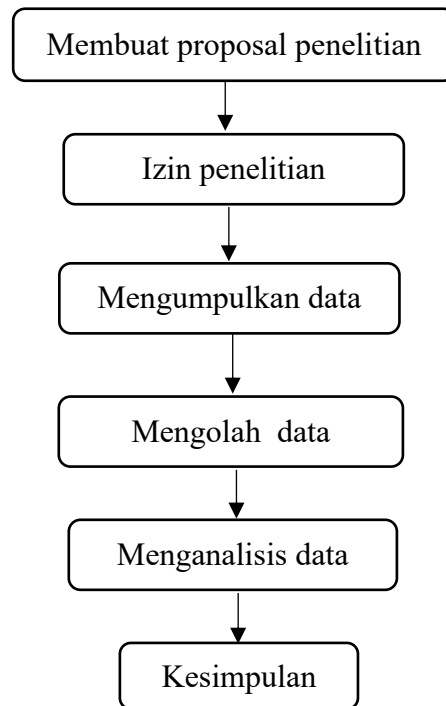 Membuat proposal penelitian
Izin penelitian
Mengumpulkan data
Mengolah  data
Menganalisis data
Kesimpulan